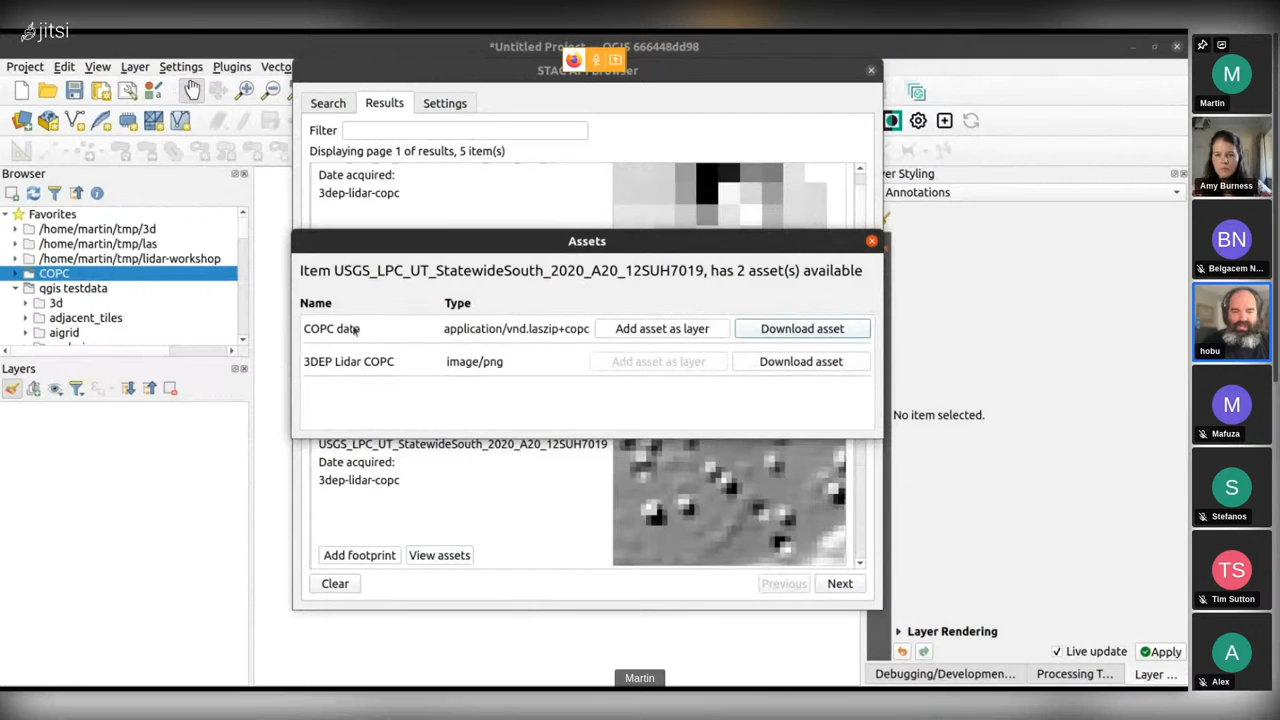 jitsi
*Untitled Project — QGIS 666448dd98
Project Edit View Layer Settings Plugins Vecto
STAC API Browser
Search Results Settings
Filter
Displaying page 1 of results, 5 item(s)
Date acquired:
3dep-lidar-copc
Browser
Favorites
/home/martin/tmp/3d
/home/martin/tmp/las
/home/martin/tmp/lidar-workshop
COPC
qgis testdata
3d
adjacent_tiles
aigrid
Layers
Assets
Item USGS_LPC_UT_StatewideSouth_2020_A20_12SUH7019, has 2 asset(s) available
Name Type
COPC data application/vnd.laszip+copc Add asset as layer Download asset
3DEP Lidar COPC image/png Add asset as layer Download asset
USGS_LPC_UT_StatewideSouth_2020_A20_12SUH7019
Date acquired:
3dep-lidar-copc
Add footprint View assets
Clear Previous Next
er Styling
Annotations
No item selected.
Layer Rendering
Live update Apply
Debugging/Developmen... Processing T... Layer ...
Martin
M
Martin
Amy Burness
BN
Belgacem N...
hobu
M
Mafuza
S
Stefanos
TS
Tim Sutton
A
Alex